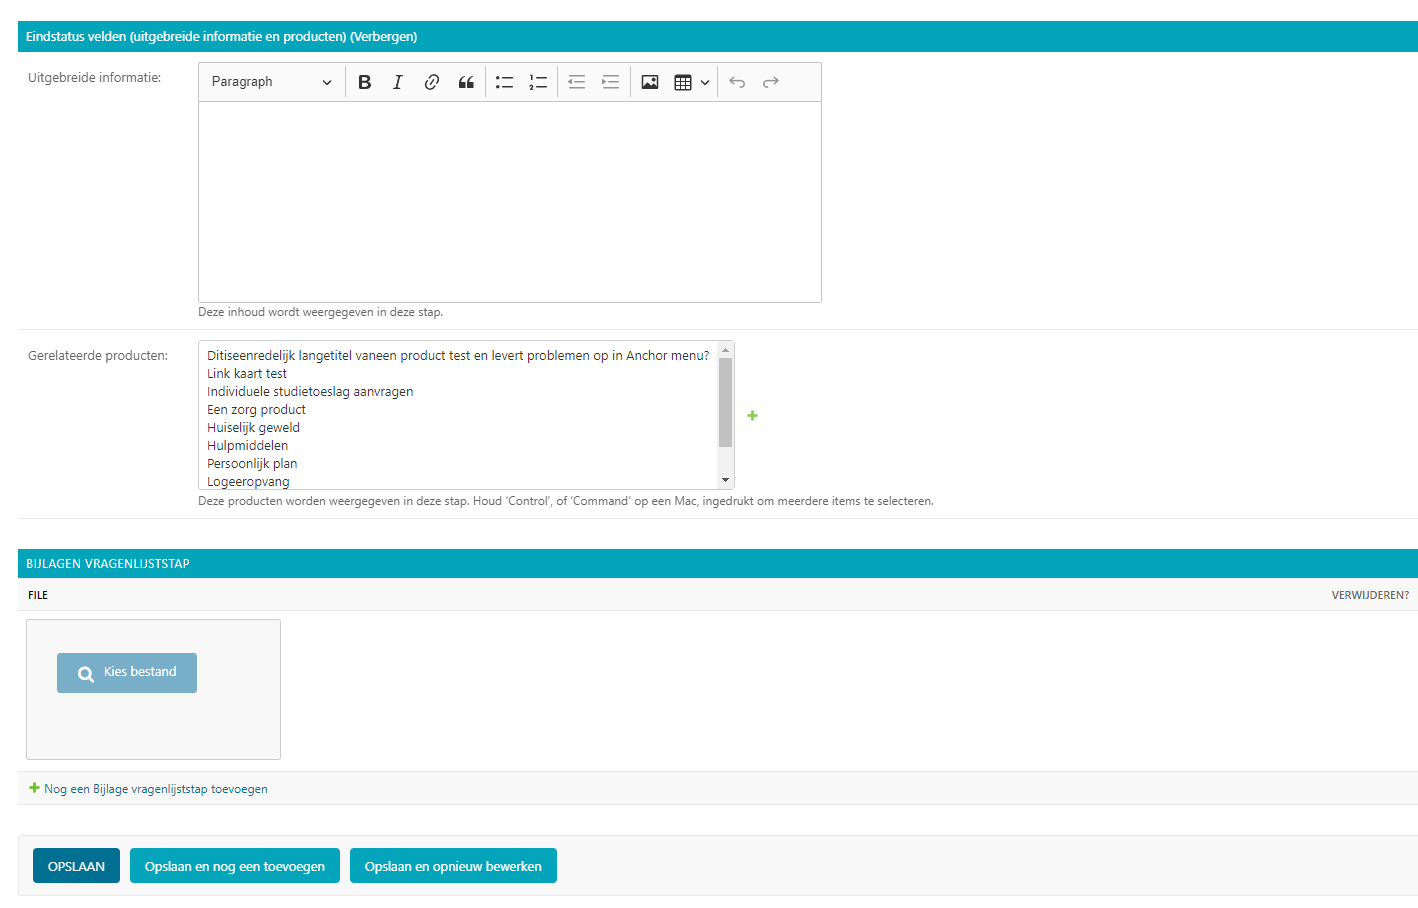 Eindstatus velden (uitgebreide informatie en producten) (Verbergen)
Uitgebreide informatie:
Paragraph
Deze inhoud wordt weergegeven in deze stap.
Gerelateerde producten:
Ditiseenredelijk langetitel vaneen product test en levert problemen op in Anchor menu?
Link kaart test
Individuele studietoeslag aanvragen
Een zorg product
Huiselijk geweld
Hulpmiddelen
Persoonlijk plan
Logeeropvang
Deze producten worden weergegeven in deze stap. Houd ‘Control’, of ‘Command’ op een Mac, ingedrukt om meerdere items te selecteren.
BIJLAGEN VRAGENLIJSTSTAP
FILE VERWIJDEREN?
Kies bestand
Nog een Bijlage vragenlijststap toevoegen
OPSLAAN Opslaan en nog een toevoegen Opslaan en opnieuw bewerken